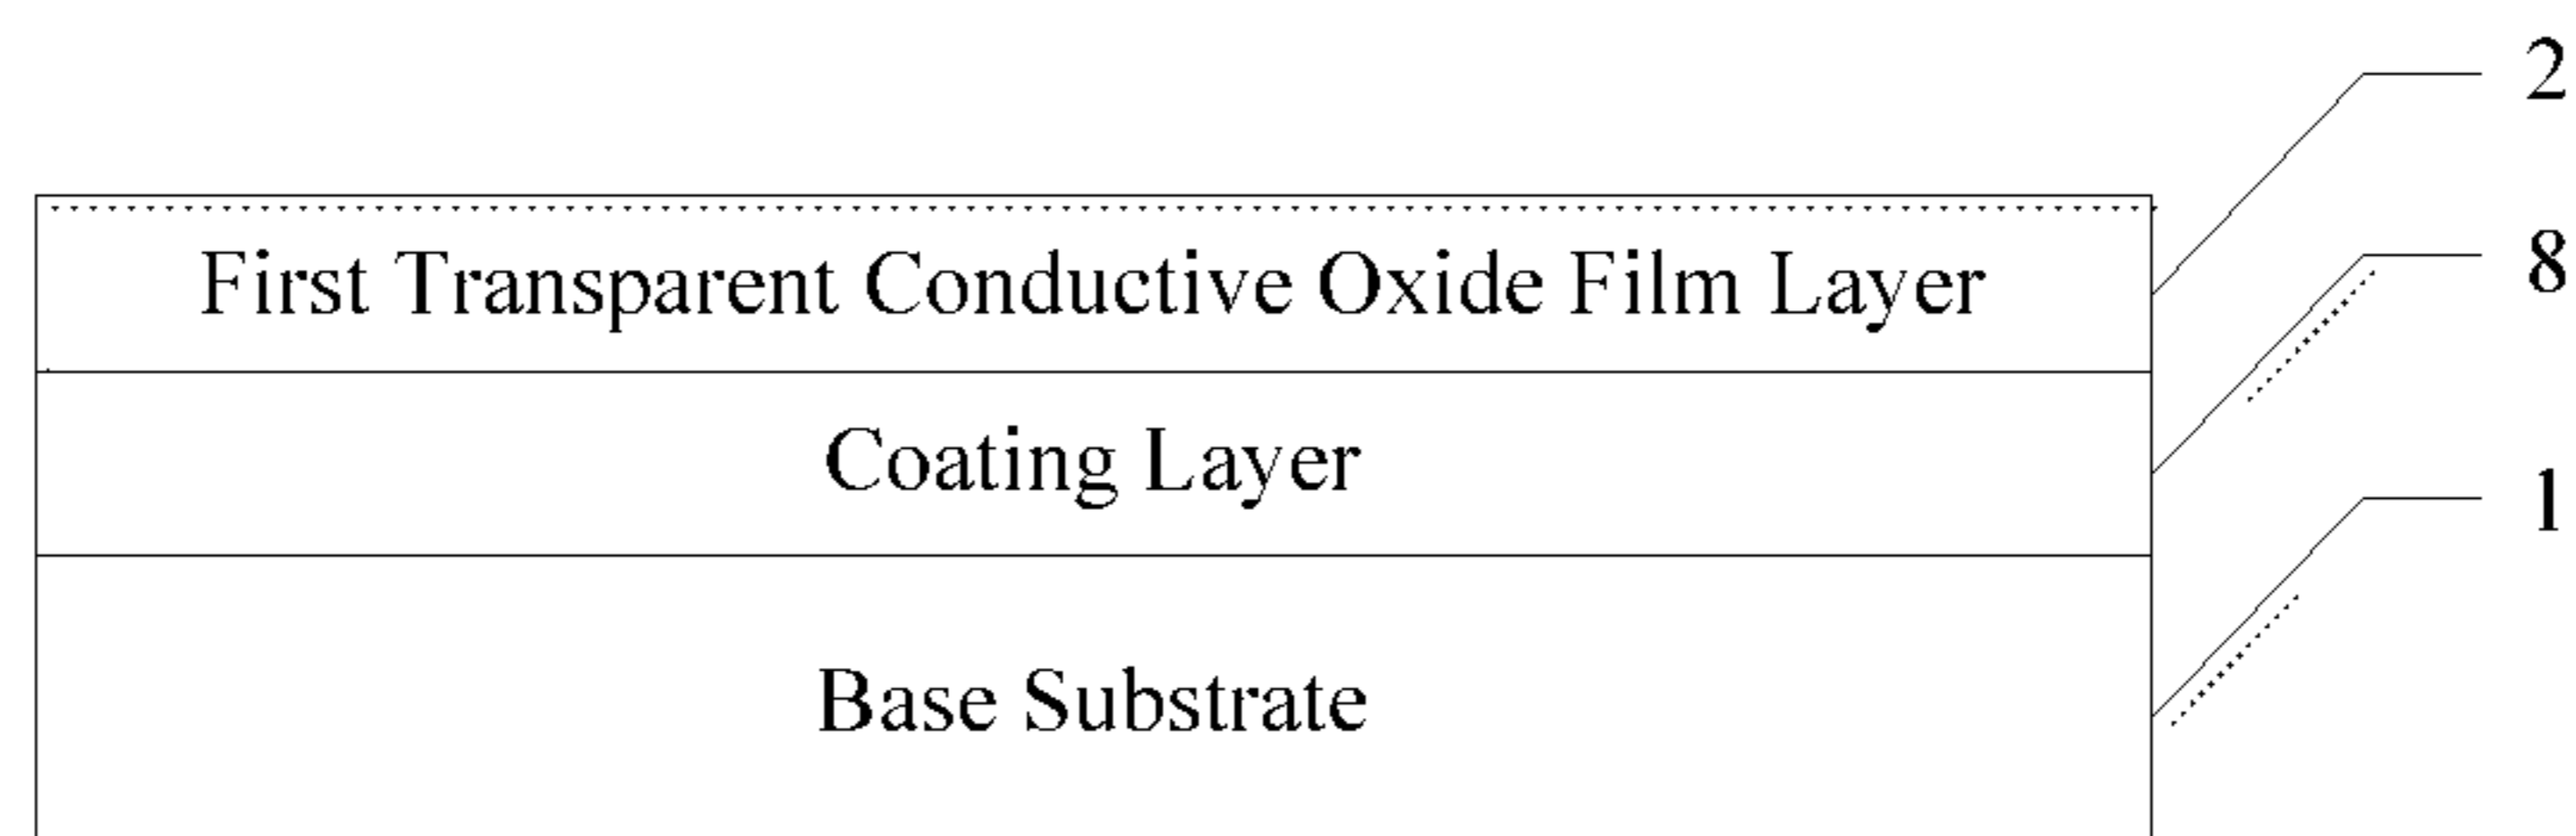 2
First Transparent Conductive Oxide Film Layer
8
Coating Layer
1
Base Substrate